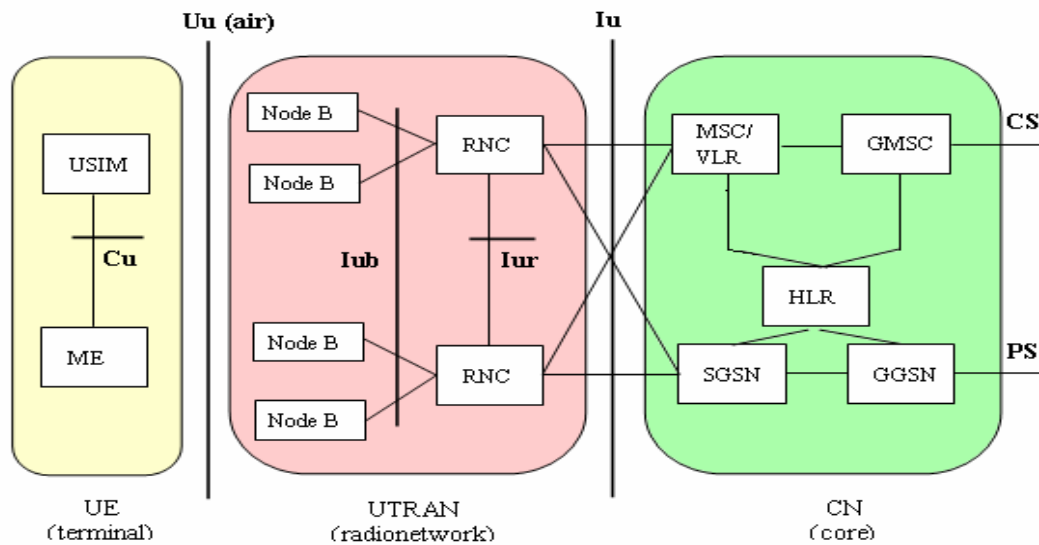 Uu (air)
Iu
Node B
Node B
RNC
MSC/
VLR
GMSC
CS
USIM
Cu
Iub
Iur
HLR
ME
Node B
Node B
RNC
SGSN
GGSN
PS
UE
(terminal)
UTRAN
(radionetwork)
CN
(core)